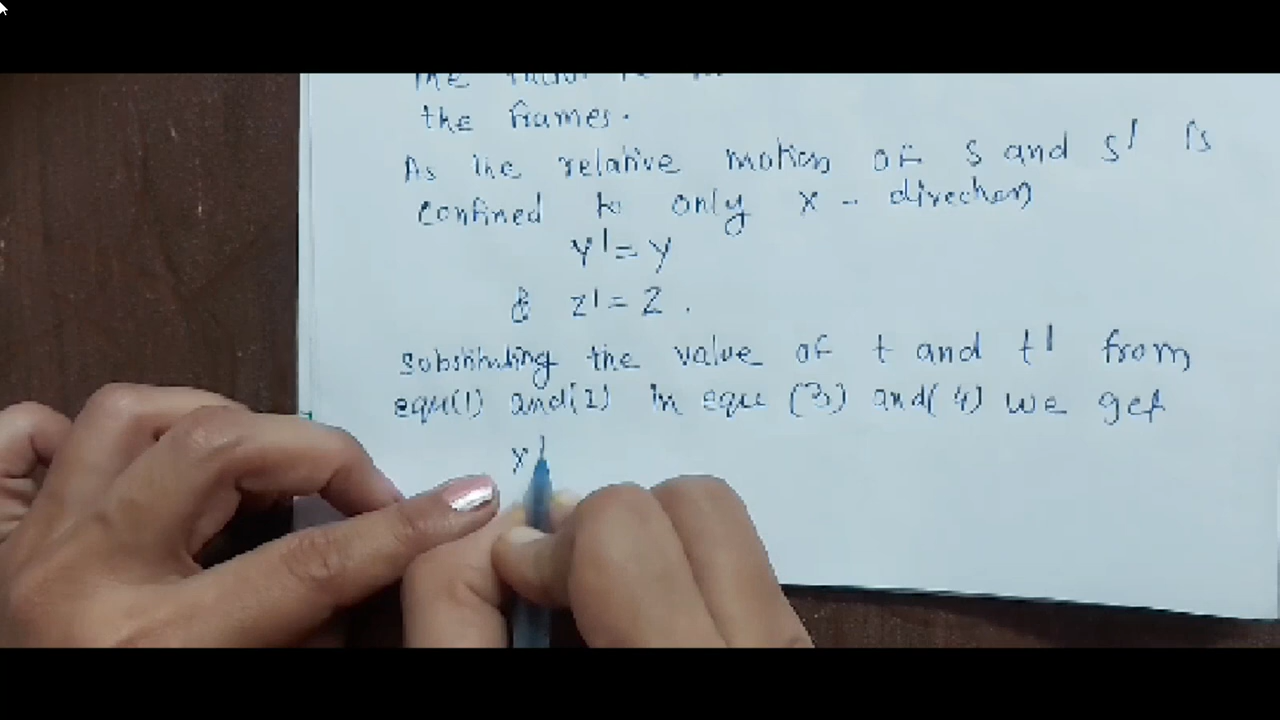 the
the frames.
As the relative motion of S and S' is
confined to only x - direction
y' = y
& z' = z .
substituting the value of t and t' from
equ(1) and(2) in equ (3) and(4) we get
x'